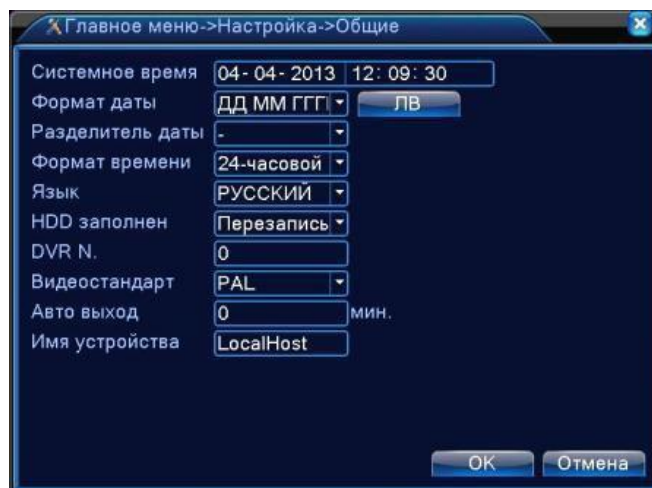 Главное меню->Настройка->Общие
Системное время 04- 04- 2013 12: 09: 30
Формат даты ДД ММ ГГГ ЛВ
Разделитель даты -
Формат времени 24-часовой
Язык РУССКИЙ
HDD заполнен Перезапись
DVR N. 0
Видеостандарт PAL
Авто выход 0 мин.
Имя устройства LocalHost
OK Отмена